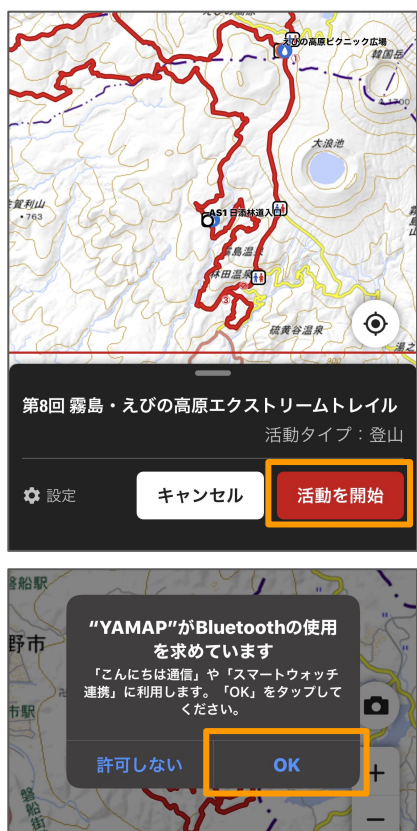 えびの高原ピクニック広場
韓国岳
1700
大浪池
AS1 日添林道入口
763
林田温泉
3
硫黄谷温泉
900
第8回 霧島・えびの高原エクストリームトレイル
活動タイプ：登山
設定
キャンセル
活動を開始
野市
"YAMAP"がBluetoothの使用
を求めています
「こんにちは通信」や「スマートウォッチ
連携」に利用します。「OK」をタップして
ください。
許可しない
OK
+
−